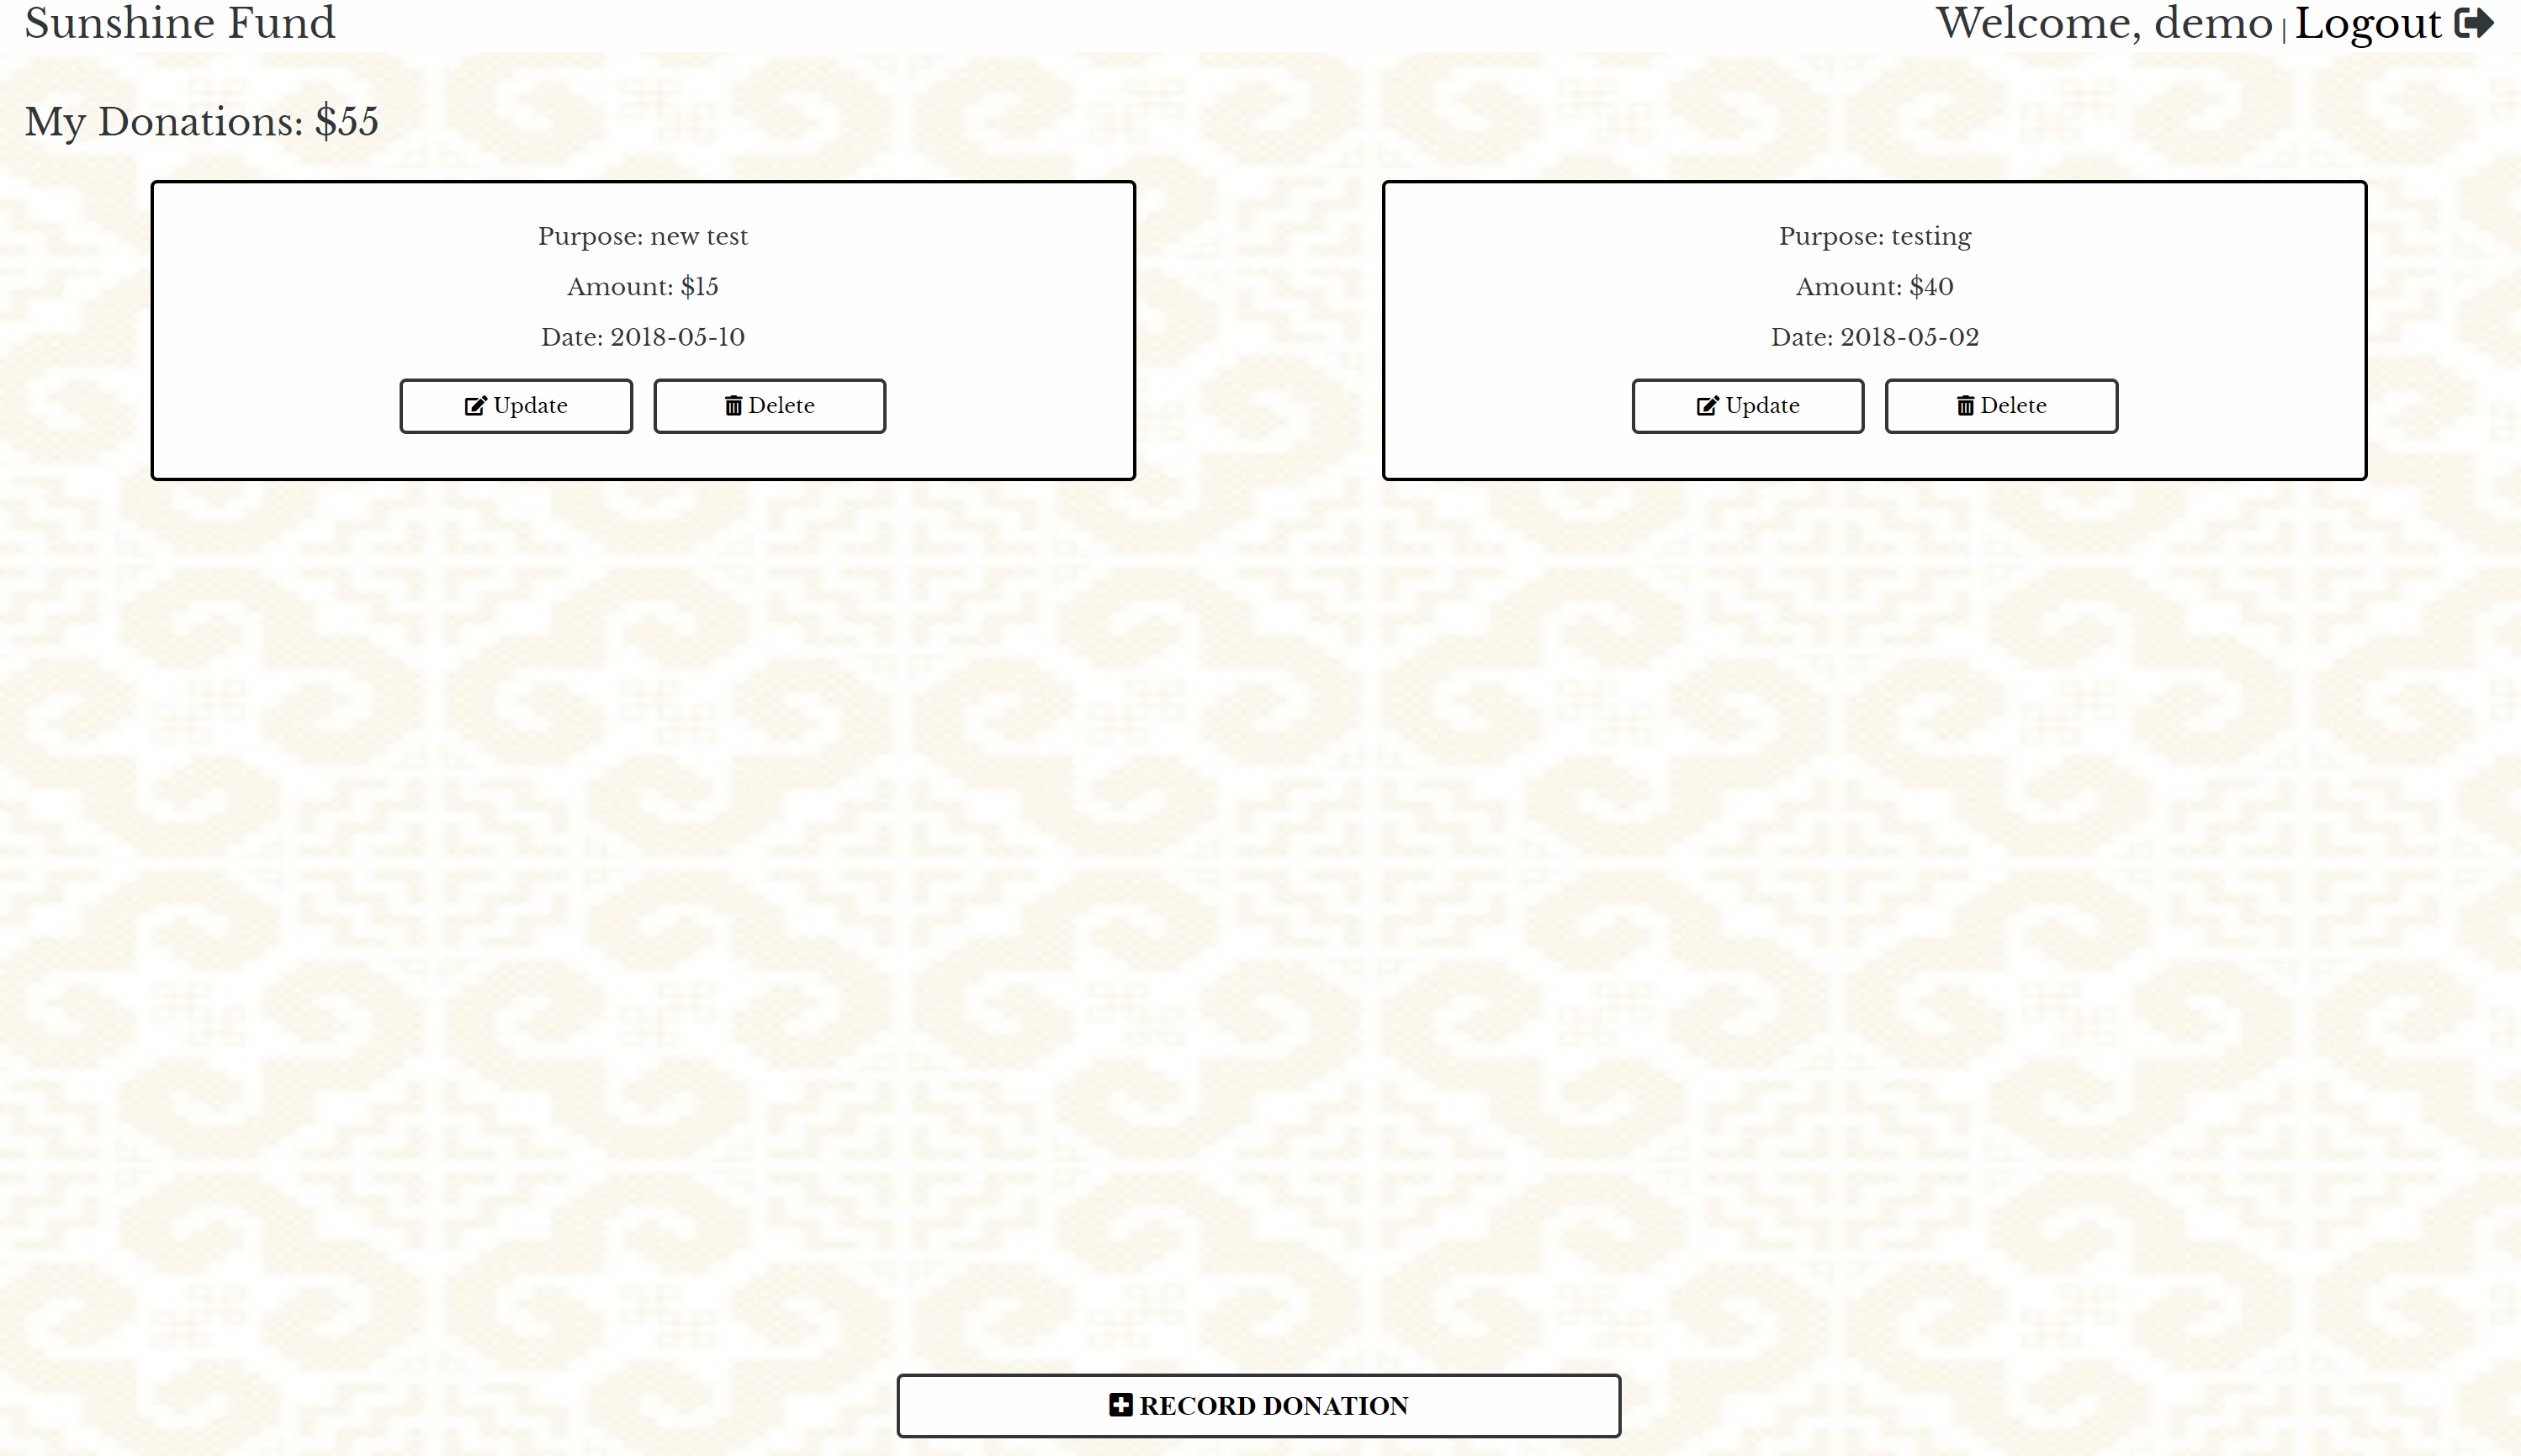 Sunshine Fund
Welcome, demo | Logout
My Donations: $55
Purpose: new test
Amount: $15
Date: 2018-05-10
Update
Delete
Purpose: testing
Amount: $40
Date: 2018-05-02
Update
Delete
RECORD DONATION